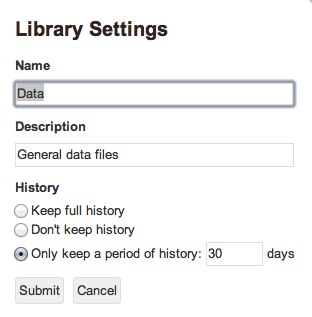 Library Settings
Name
Data
Description
General data files
History
Keep full history
Don't keep history
Only keep a period of history: 30 days
Submit Cancel